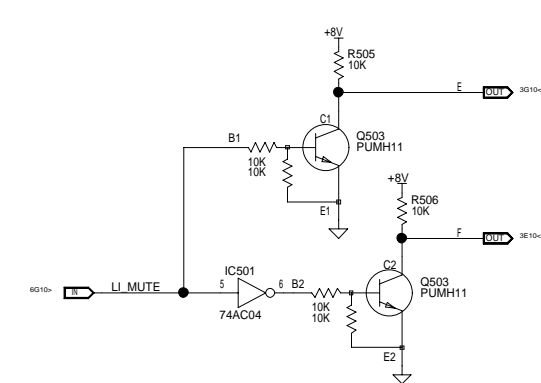 +8V
R505
10K
E
OUT
3G10<
C1
B1
Q503
PUMH11
10K
10K
+8V
E1
R506
10K
F
OUT
3E10<
IC501
C2
6G10>
IN
LI_MUTE
5
6
B2
Q503
PUMH11
74AC04
10K
10K
E2